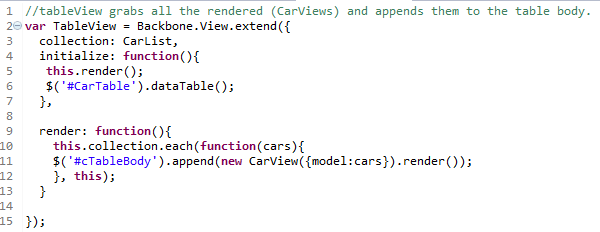 1 //tableView grabs all the rendered (CarViews) and appends them to the table body.
2 var TableView = Backbone.View.extend({
3 collection: CarList,
4 initialize: function(){
5 this.render();
6 $('#CarTable').dataTable();
7 },
8
9 render: function(){
10 this.collection.each(function(cars){
11 $('#cTableBody').append(new CarView({model:cars}).render());
12 }, this);
13 }
14
15 });